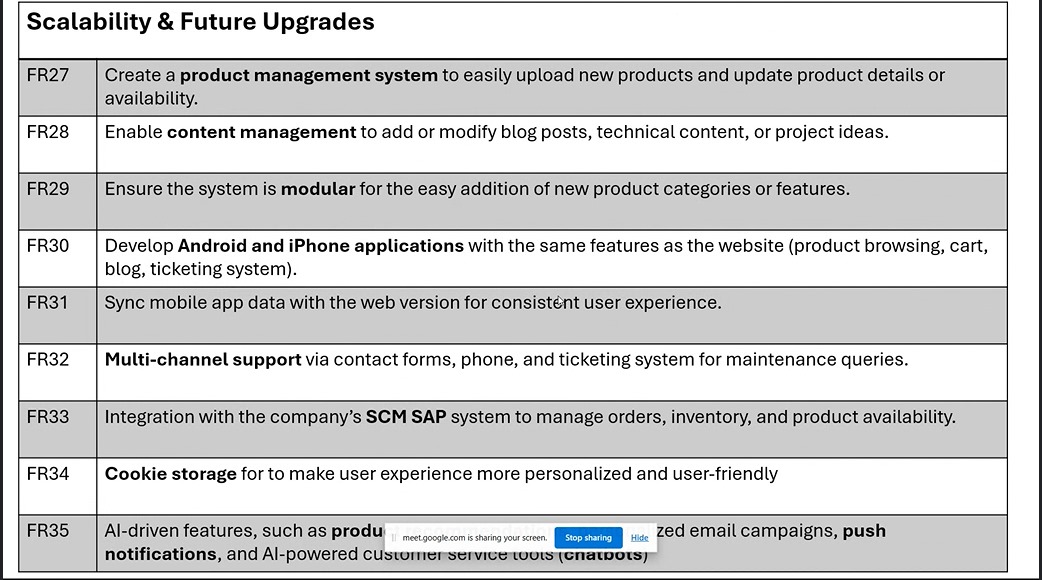 Scalability & Future Upgrades
FR27
Create a product management system to easily upload new products and update product details or
availability.
FR28
Enable content management to add or modify blog posts, technical content, or project ideas.
FR29
Ensure the system is modular for the easy addition of new product categories or features.
FR30
Develop Android and iPhone applications with the same features as the website (product browsing, cart,
blog, ticketing system).
FR31
Sync mobile app data with the web version for consistent user experience.
FR32
Multi-channel support via contact forms, phone, and ticketing system for maintenance queries.
FR33
Integration with the company’s SCM SAP system to manage orders, inventory, and product availability.
FR34
Cookie storage for to make user experience more personalized and user-friendly
FR35
AI-driven features, such as email campaigns, push
notifications, and AI-powered customer service tools (chatbots)
meet.google.com is sharing your screen.
Stop sharing
Hide